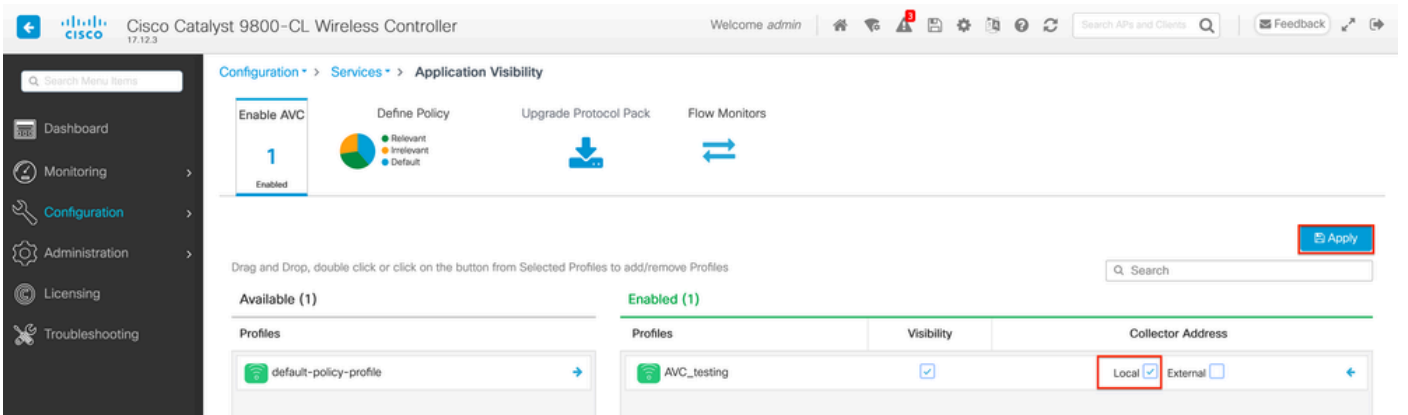 CISCO
Cisco Catalyst 9800-CL Wireless Controller
17.12.3
Welcome admin
3
Search APs and Clients
Feedback
Search Menu Items
Dashboard
Monitoring
Configuration
Administration
Licensing
Troubleshooting
Configuration > Services > Application Visibility
Enable AVC
1
Enabled
Define Policy
Relevant
Irrelevant
Default
Upgrade Protocol Pack
Flow Monitors
Apply
Drag and Drop, double click or click on the button from Selected Profiles to add/remove Profiles
Search
Available (1)
Enabled (1)
Profiles
Profiles Visibility Collector Address
default-policy-profile
AVC_testing Local External